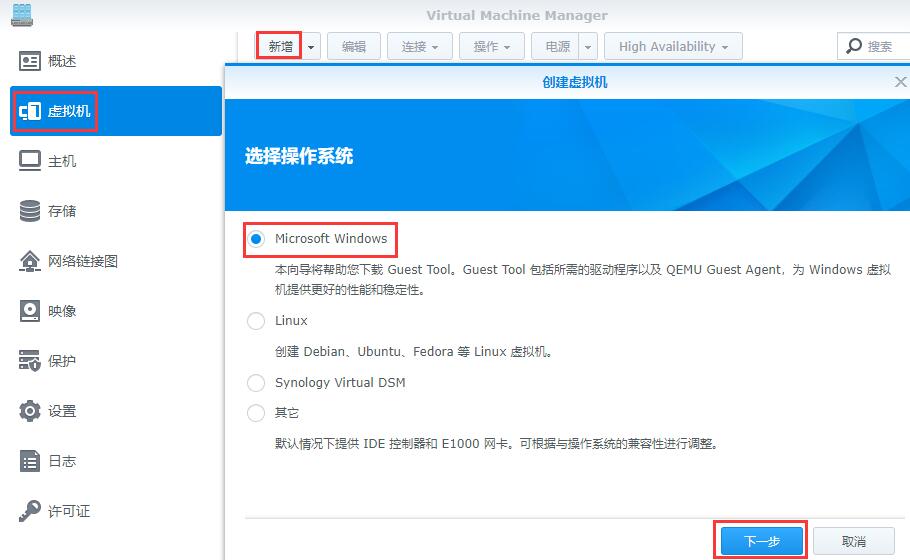 Virtual Machine Manager
新增 编辑 连接 操作 电源 High Availability 搜索
概述
虚拟机
主机
存储
网络链接图
映像
保护
设置
日志
许可证
创建虚拟机
选择操作系统
Microsoft Windows
本向导将帮助您下载 Guest Tool。Guest Tool 包括所需的驱动程序以及 QEMU Guest Agent，为 Windows 虚拟
机提供更好的性能和稳定性。
Linux
创建 Debian、Ubuntu、Fedora 等 Linux 虚拟机。
Synology Virtual DSM
其它
默认情况下提供 IDE 控制器和 E1000 网卡。可根据与操作系统的兼容性进行调整。
下一步 取消